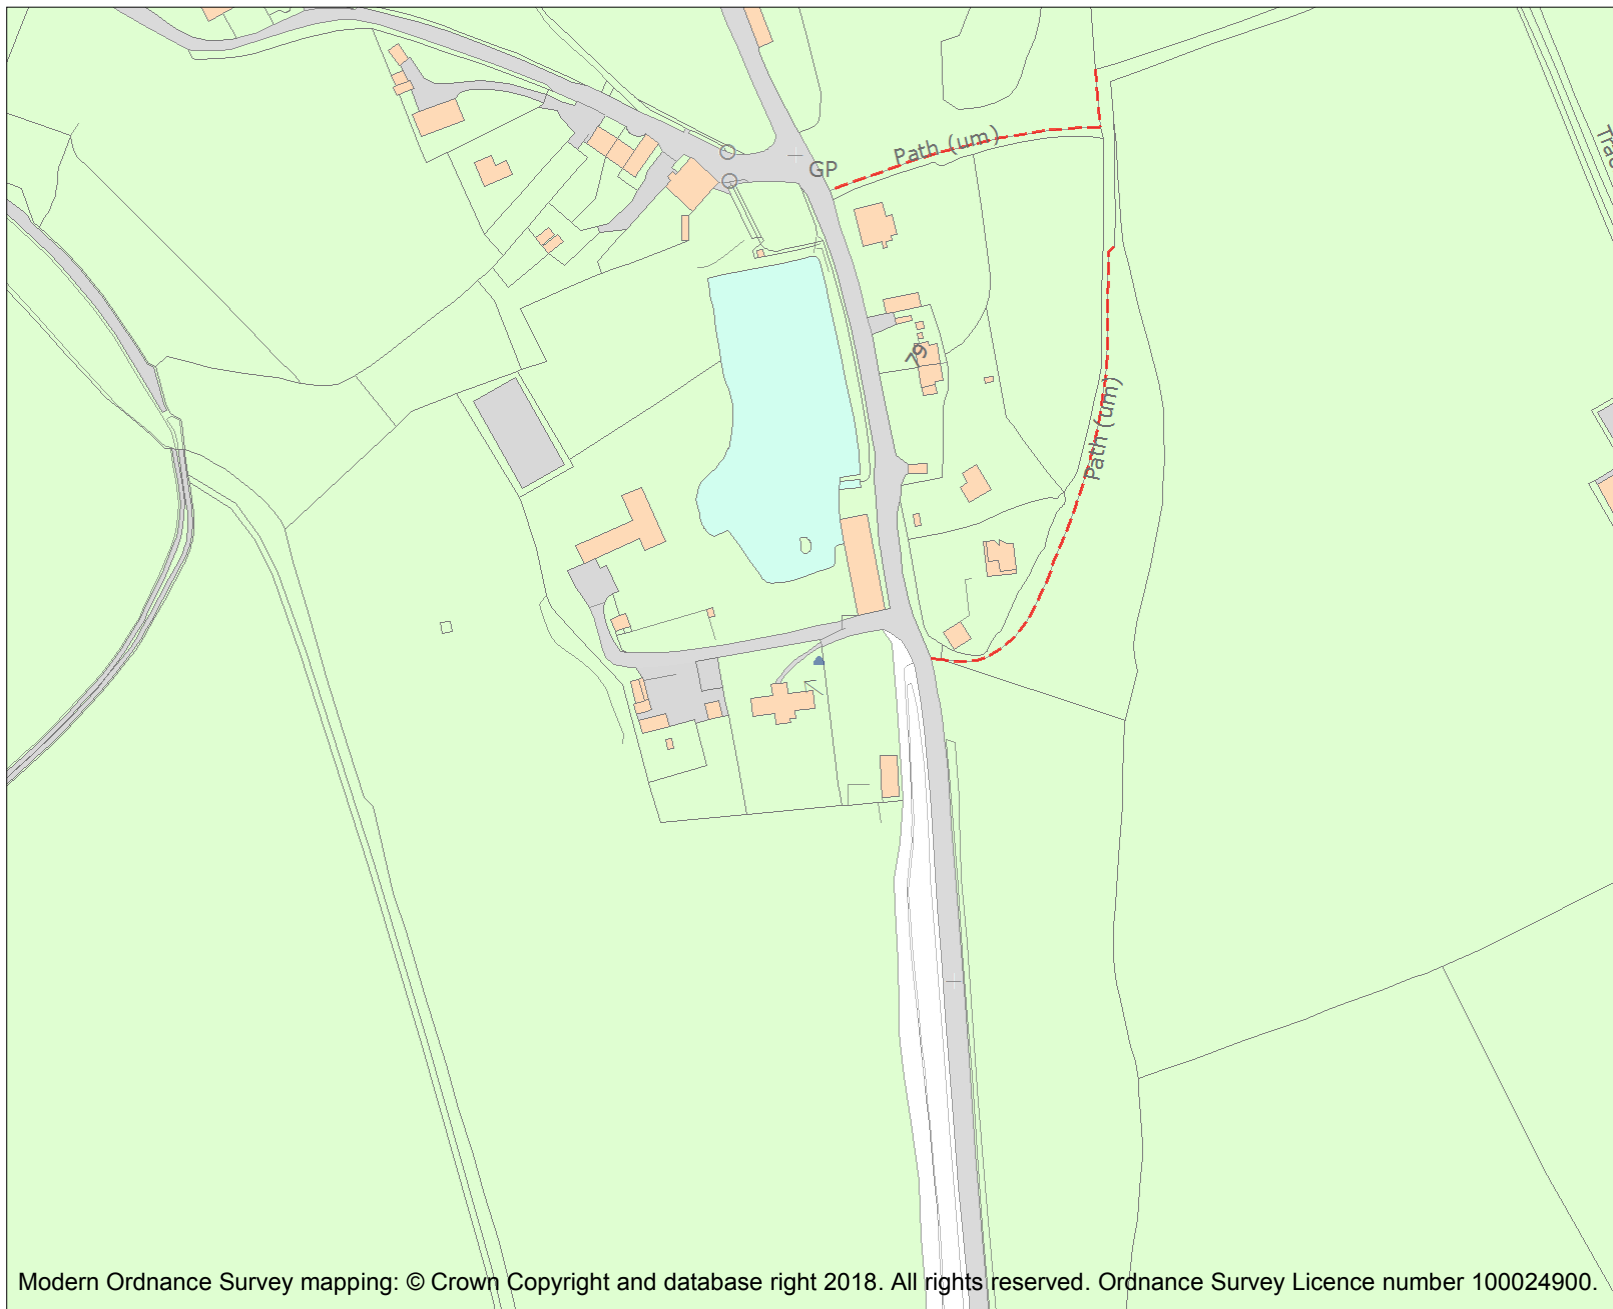 Path (um)
GP
79
Path (um)
Modern Ordnance Survey mapping: © Crown Copyright and database right 2018. All rights reserved. Ordnance Survey Licence number 100024900.